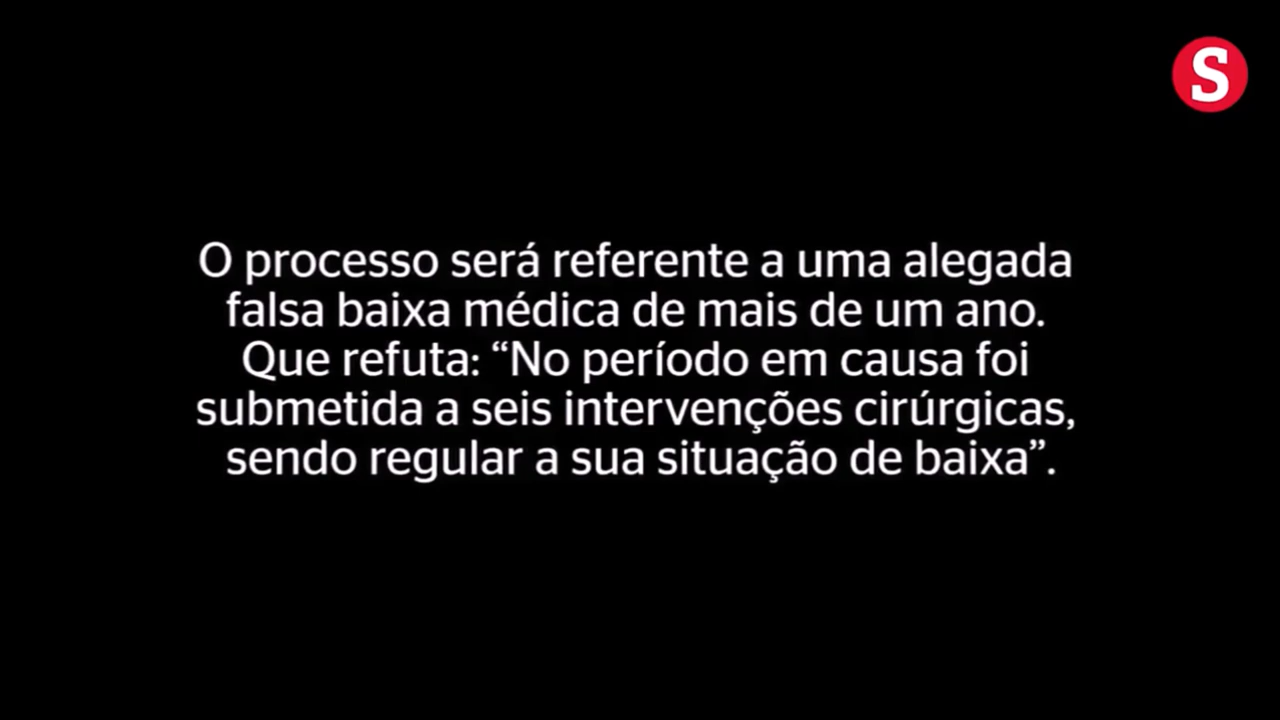 S
O processo será referente a uma alegada
falsa baixa médica de mais de um ano.
Que refuta: “No período em causa foi
submetida a seis intervenções cirúrgicas,
sendo regular a sua situação de baixa”.